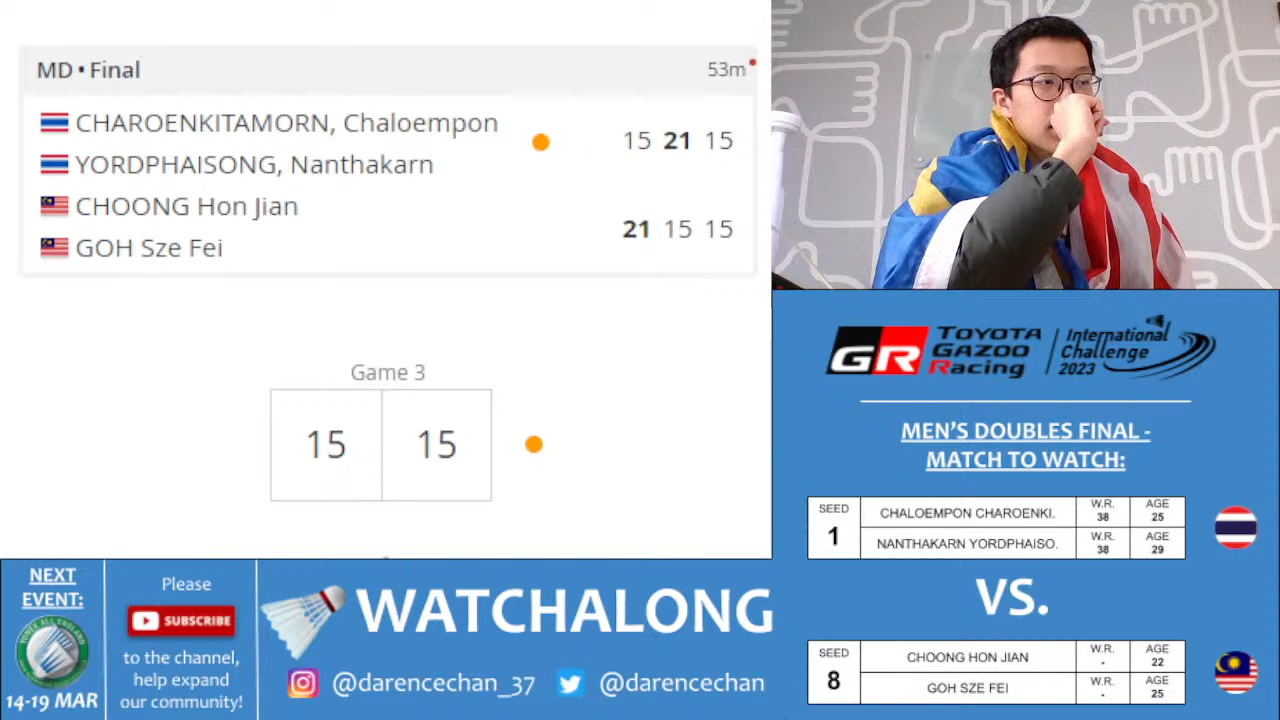 MD • Final
53m
CHAROENKITAMORN, Chaloempon
YORDPHAISONG, Nanthakarn
15 21 15
CHOONG Hon Jian
GOH Sze Fei
21 15 15
Game 3
15 15
GR TOYOTA GAZOO Racing
International Challenge 2023
MEN'S DOUBLES FINAL -
MATCH TO WATCH:
SEED 1
CHALOEMPON CHAROENKI. W.R. 38 AGE 25
NANTHAKARN YORDPHAISO. W.R. 38 AGE 29
VS.
SEED 8
CHOONG HON JIAN W.R. - AGE 22
GOH SZE FEI W.R. - AGE 25
NEXT
EVENT:
14-19 MAR
Please
SUBSCRIBE
to the channel,
help expand
our community!
WATCHALONG
@darencechan_37
@darencechan